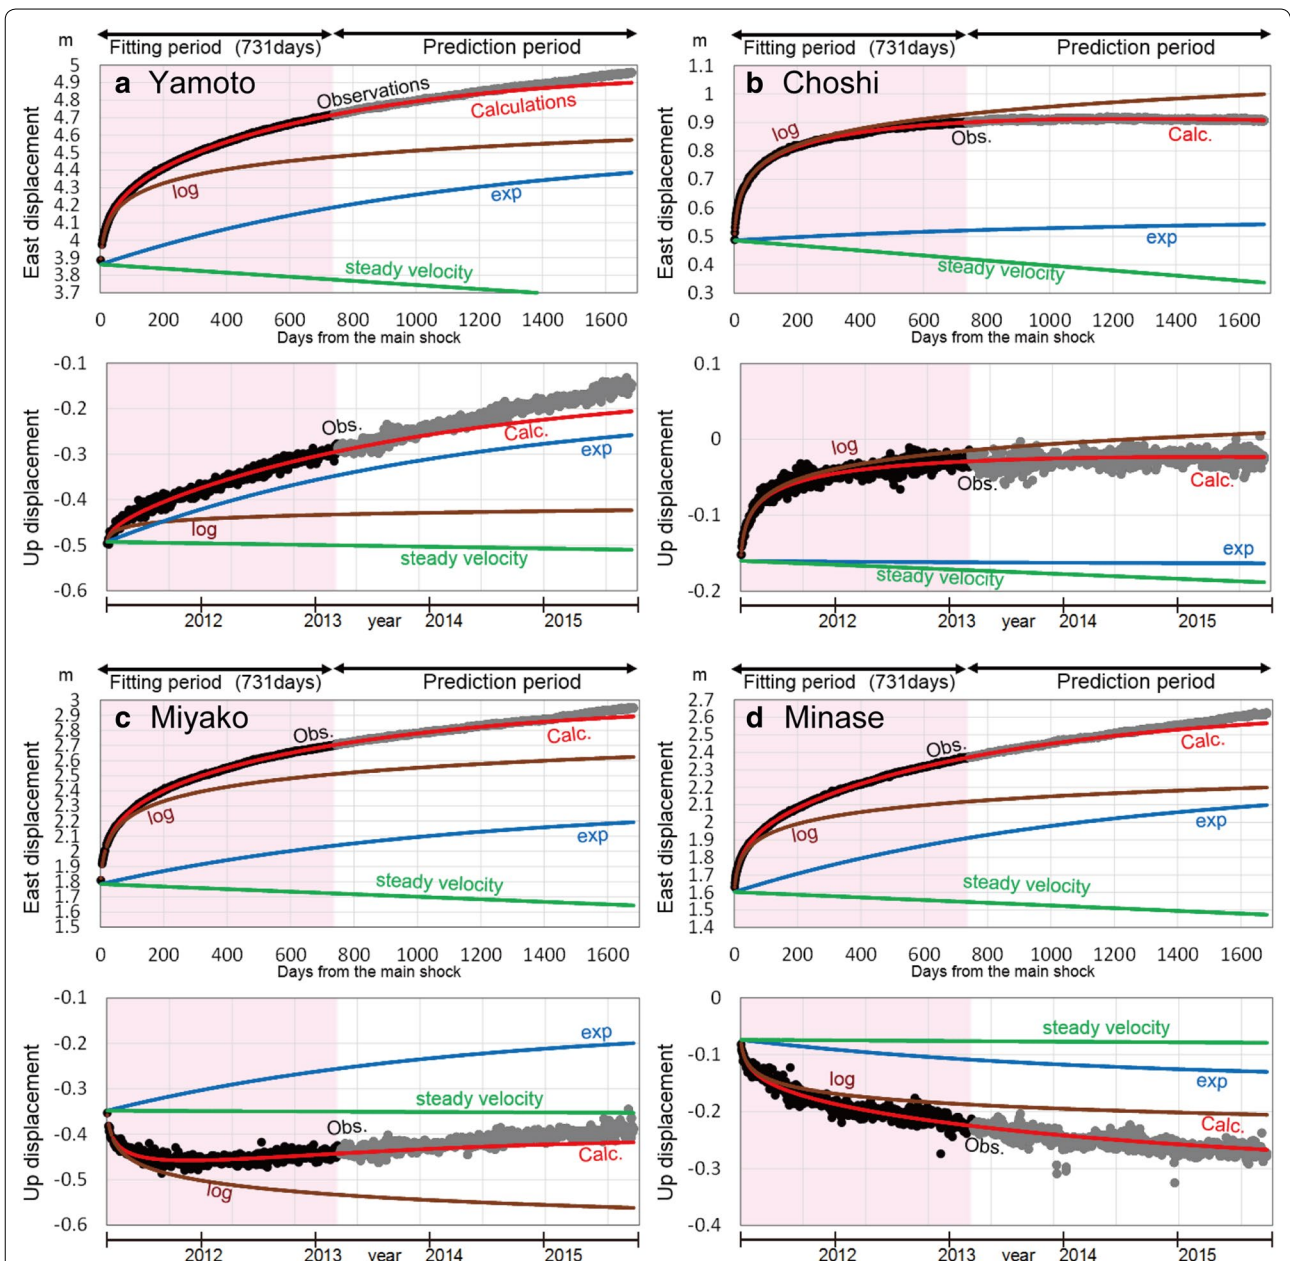 m
Fitting period (731days)
Prediction period
a Yamoto
East displacement
5
4.9
4.8
4.7
4.6
4.5
4.4
4.3
4.2
4.1
4
3.9
3.8
3.7
Observations
Calculations
log
exp
steady velocity
0 200 400 600 800 1000 1200 1400 1600
Days from the main shock
Up displacement
-0.1
-0.2
-0.3
-0.4
-0.5
-0.6
Obs.
Calc.
exp
log
steady velocity
2012 2013 year 2014 2015
m
Fitting period (731days)
Prediction period
b Choshi
East displacement
1.1
1
0.9
0.8
0.7
0.6
0.5
0.4
0.3
log
Obs.
Calc.
exp
steady velocity
0 200 400 600 800 1000 1200 1400 1600
Days from the main shock
Up displacement
0.1
0
-0.1
-0.2
log
Obs.
Calc.
exp
steady velocity
2012 2013 year 2014 2015
m
Fitting period (731days)
Prediction period
c Miyako
East displacement
3
2.9
2.8
2.7
2.6
2.5
2.4
2.3
2.2
2.1
2
1.9
1.8
1.7
1.6
1.5
Obs.
Calc.
log
exp
steady velocity
0 200 400 600 800 1000 1200 1400 1600
Days from the main shock
Up displacement
-0.1
-0.2
-0.3
-0.4
-0.5
-0.6
exp
steady velocity
Obs.
Calc.
log
2012 2013 year 2014 2015
m
Fitting period (731days)
Prediction period
d Minase
East displacement
2.7
2.6
2.5
2.4
2.3
2.2
2.1
2
1.9
1.8
1.7
1.6
1.5
1.4
Obs.
Calc.
log
exp
steady velocity
0 200 400 600 800 1000 1200 1400 1600
Days from the main shock
Up displacement
0
-0.1
-0.2
-0.3
-0.4
steady velocity
exp
log
Calc.
Obs.
2012 2013 year 2014 2015